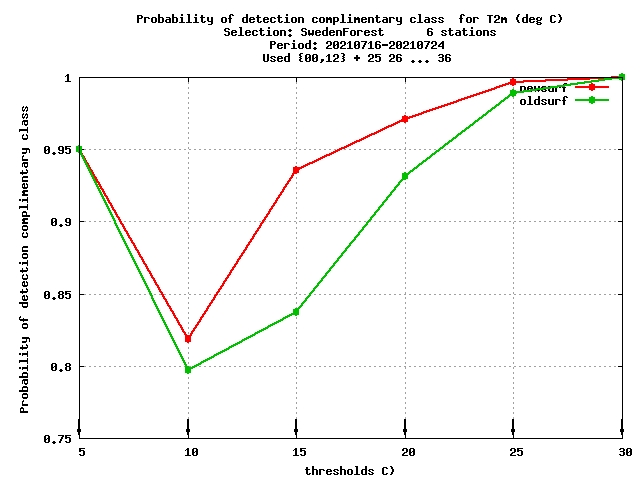 Probability of detection complimentary class  for T2m (deg C)
Selection: SwedenForest      6 stations
Period: 20210716-20210724
Used {00,12} + 25 26 ... 36
newsurf
oldsurf
Probability of detection complimentary class
1
0.95
0.9
0.85
0.8
0.75
5 10 15 20 25 30
thresholds C)